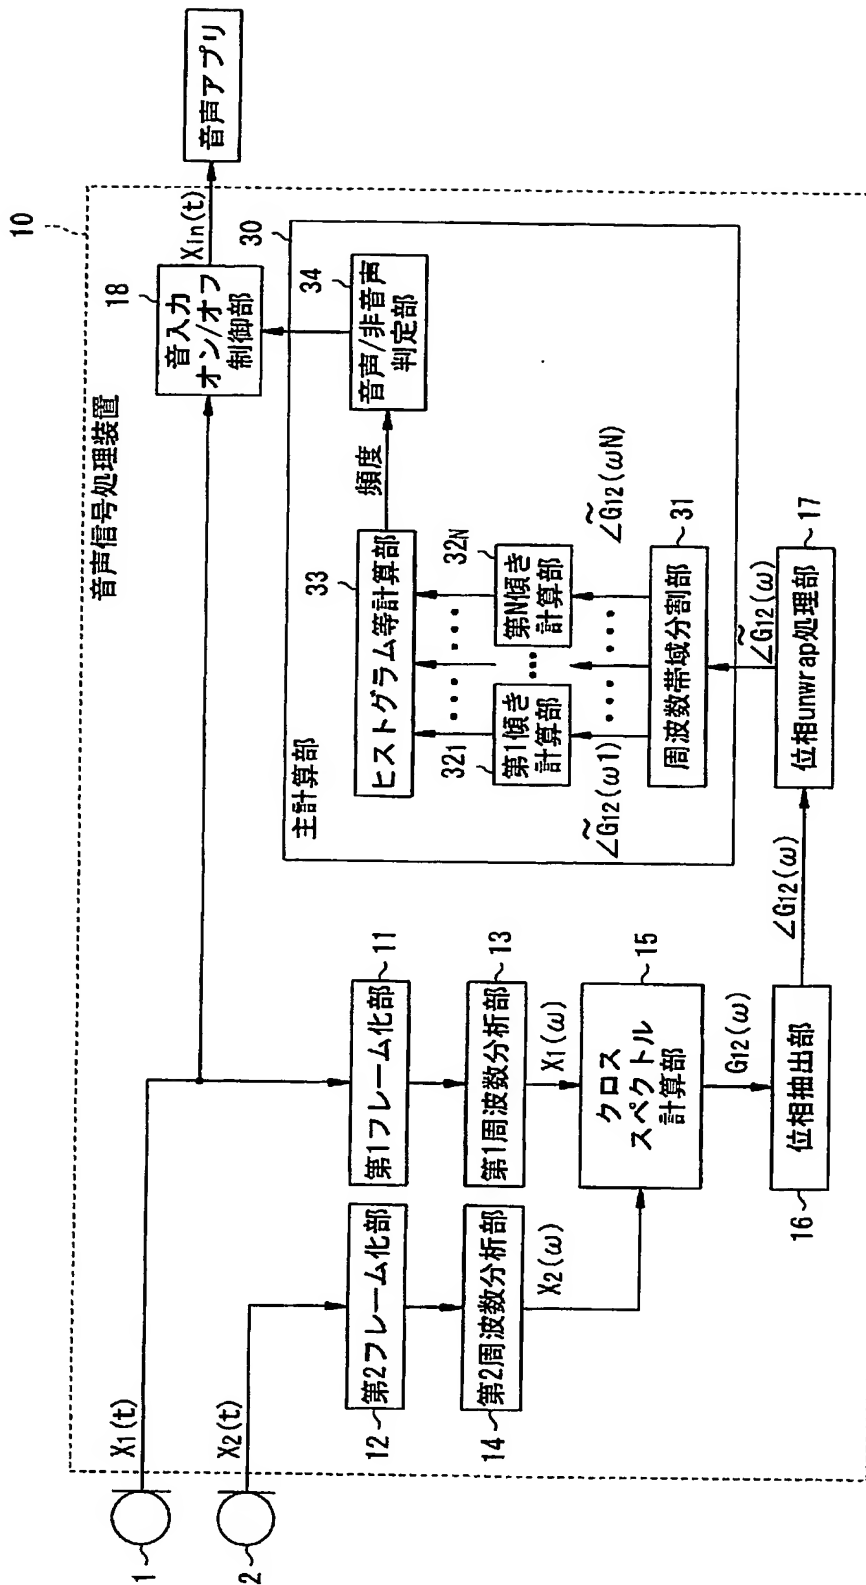 10
音声信号処理装置
1
X1(t)
2
X2(t)
18
音入力
オン/オフ
制御部
Xin(t)
音声アプリ
12
第2フレーム化部
第1フレーム化部
11
14
第2周波数分析部
第1周波数分析部
13
X2(ω)
X1(ω)
クロス
スペクトル
計算部
15
G12(ω)
16
位相抽出部
∠G12(ω)
位相unwrap処理部
17
∠G̃12(ω)
主計算部
30
33
ヒストグラム等計算部
頻度
34
音声/非音声
判定部
321
第1傾き
計算部
・・・
32N
第N傾き
計算部
∠G̃12(ω1)
∠G̃12(ωN)
周波数帯域分割部
31